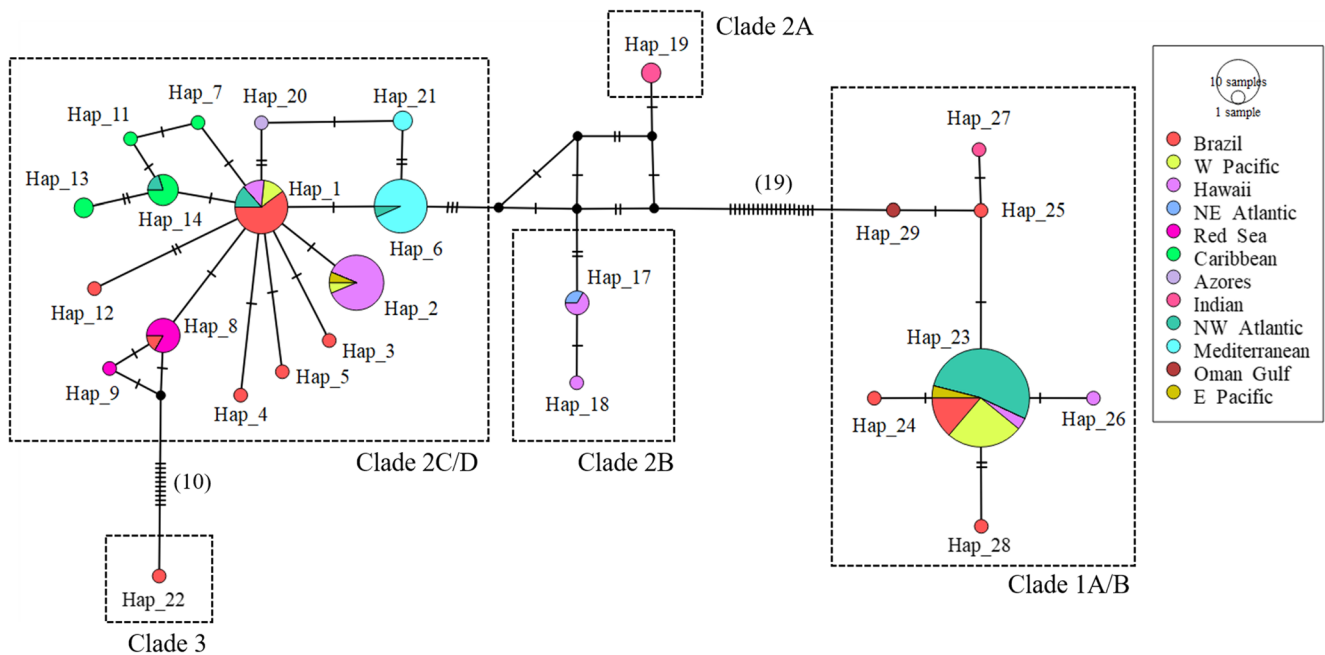 Clade 2A
Hap_19
Hap_7
Hap_20
Hap_21
Hap_11
Hap_13
Hap_14
Hap_1
Hap_6
Hap_12
Hap_2
Hap_8
Hap_3
Hap_9
Hap_5
Hap_4
Clade 2C/D
(10)
Hap_22
Clade 3
Hap_17
Hap_18
Clade 2B
(19)
Hap_27
Hap_29
Hap_25
Hap_23
Hap_24
Hap_26
Hap_28
Clade 1A/B
10 samples
1 sample
Brazil
W Pacific
Hawaii
NE Atlantic
Red Sea
Caribbean
Azores
Indian
NW Atlantic
Mediterranean
Oman Gulf
E Pacific